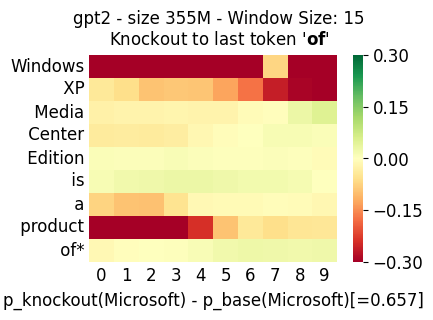 gpt2 - size 355M - Window Size: 15
Knockout to last token 'of'
Windows
XP
Media
Center
Edition
is
a
product
of*
0 1 2 3 4 5 6 7 8 9
0.30
0.15
0.00
−0.15
−0.30
p_knockout(Microsoft) - p_base(Microsoft)[=0.657]